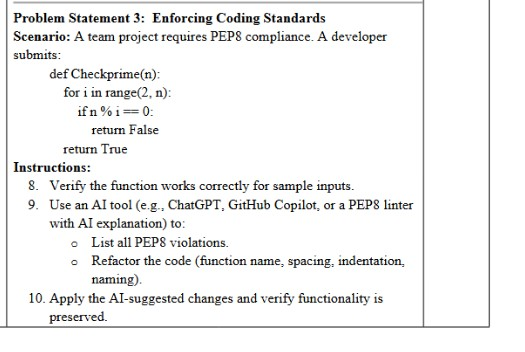 Problem Statement 3: Enforcing Coding Standards
Scenario: A team project requires PEP8 compliance. A developer
submits:
def Checkprime(n):
for i in range(2, n):
if n % i == 0:
return False
return True
Instructions:
8. Verify the function works correctly for sample inputs.
9. Use an AI tool (e.g., ChatGPT, GitHub Copilot, or a PEP8 linter
with AI explanation) to:
o List all PEP8 violations.
o Refactor the code (function name, spacing, indentation,
naming).
10. Apply the AI-suggested changes and verify functionality is
preserved.